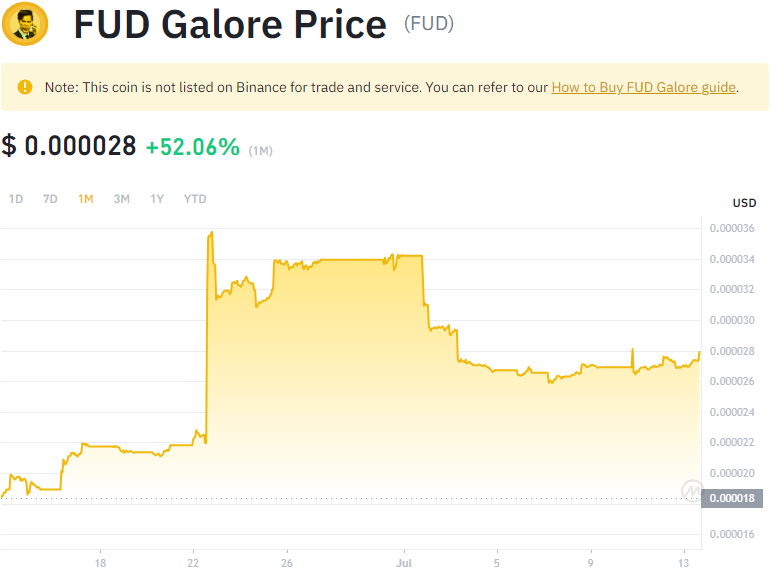 FUD Galore Price (FUD)
Note: This coin is not listed on Binance for trade and service. You can refer to our How to Buy FUD Galore guide.
$ 0.000028 +52.06% (1M)
1D 7D 1M 3M 1Y YTD
USD
0.000036
0.000034
0.000032
0.000030
0.000028
0.000026
0.000024
0.000022
0.000020
0.000018
0.000016
18 22 26 Jul 5 9 13